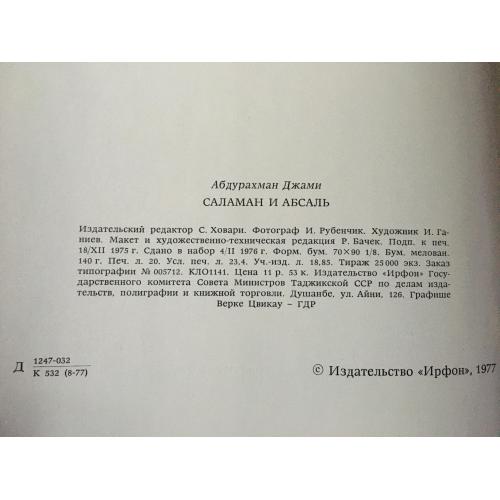 Абдурахман Джами
САЛАМАН И АБСАЛЬ
Издательский редактор С. Ховари. Фотограф И. Рубенчик. Художник И. Га-
ниев. Макет и художественно-техническая редакция Р. Бачек. Подп. к печ.
18/XII 1975 г. Сдано в набор 4/II 1976 г. Форм. бум. 70×90 1/8. Бум. мелован.
140 г. Печ. л. 20. Усл. печ. л. 23,4. Уч.-изд. л. 18,85. Тираж 25 000 экз. Заказ
типографии № 005712. КЛО1141. Цена 11 р. 53 к. Издательство «Ирфон» Госу-
дарственного комитета Совета Министров Таджикской ССР по делам изда-
тельств, полиграфии и книжной торговли. Душанбе, ул. Айни, 126. Графише
Верке Цвикау – ГДР
Д 1247-032
К 532 (8-77)
© Издательство «Ирфон», 1977